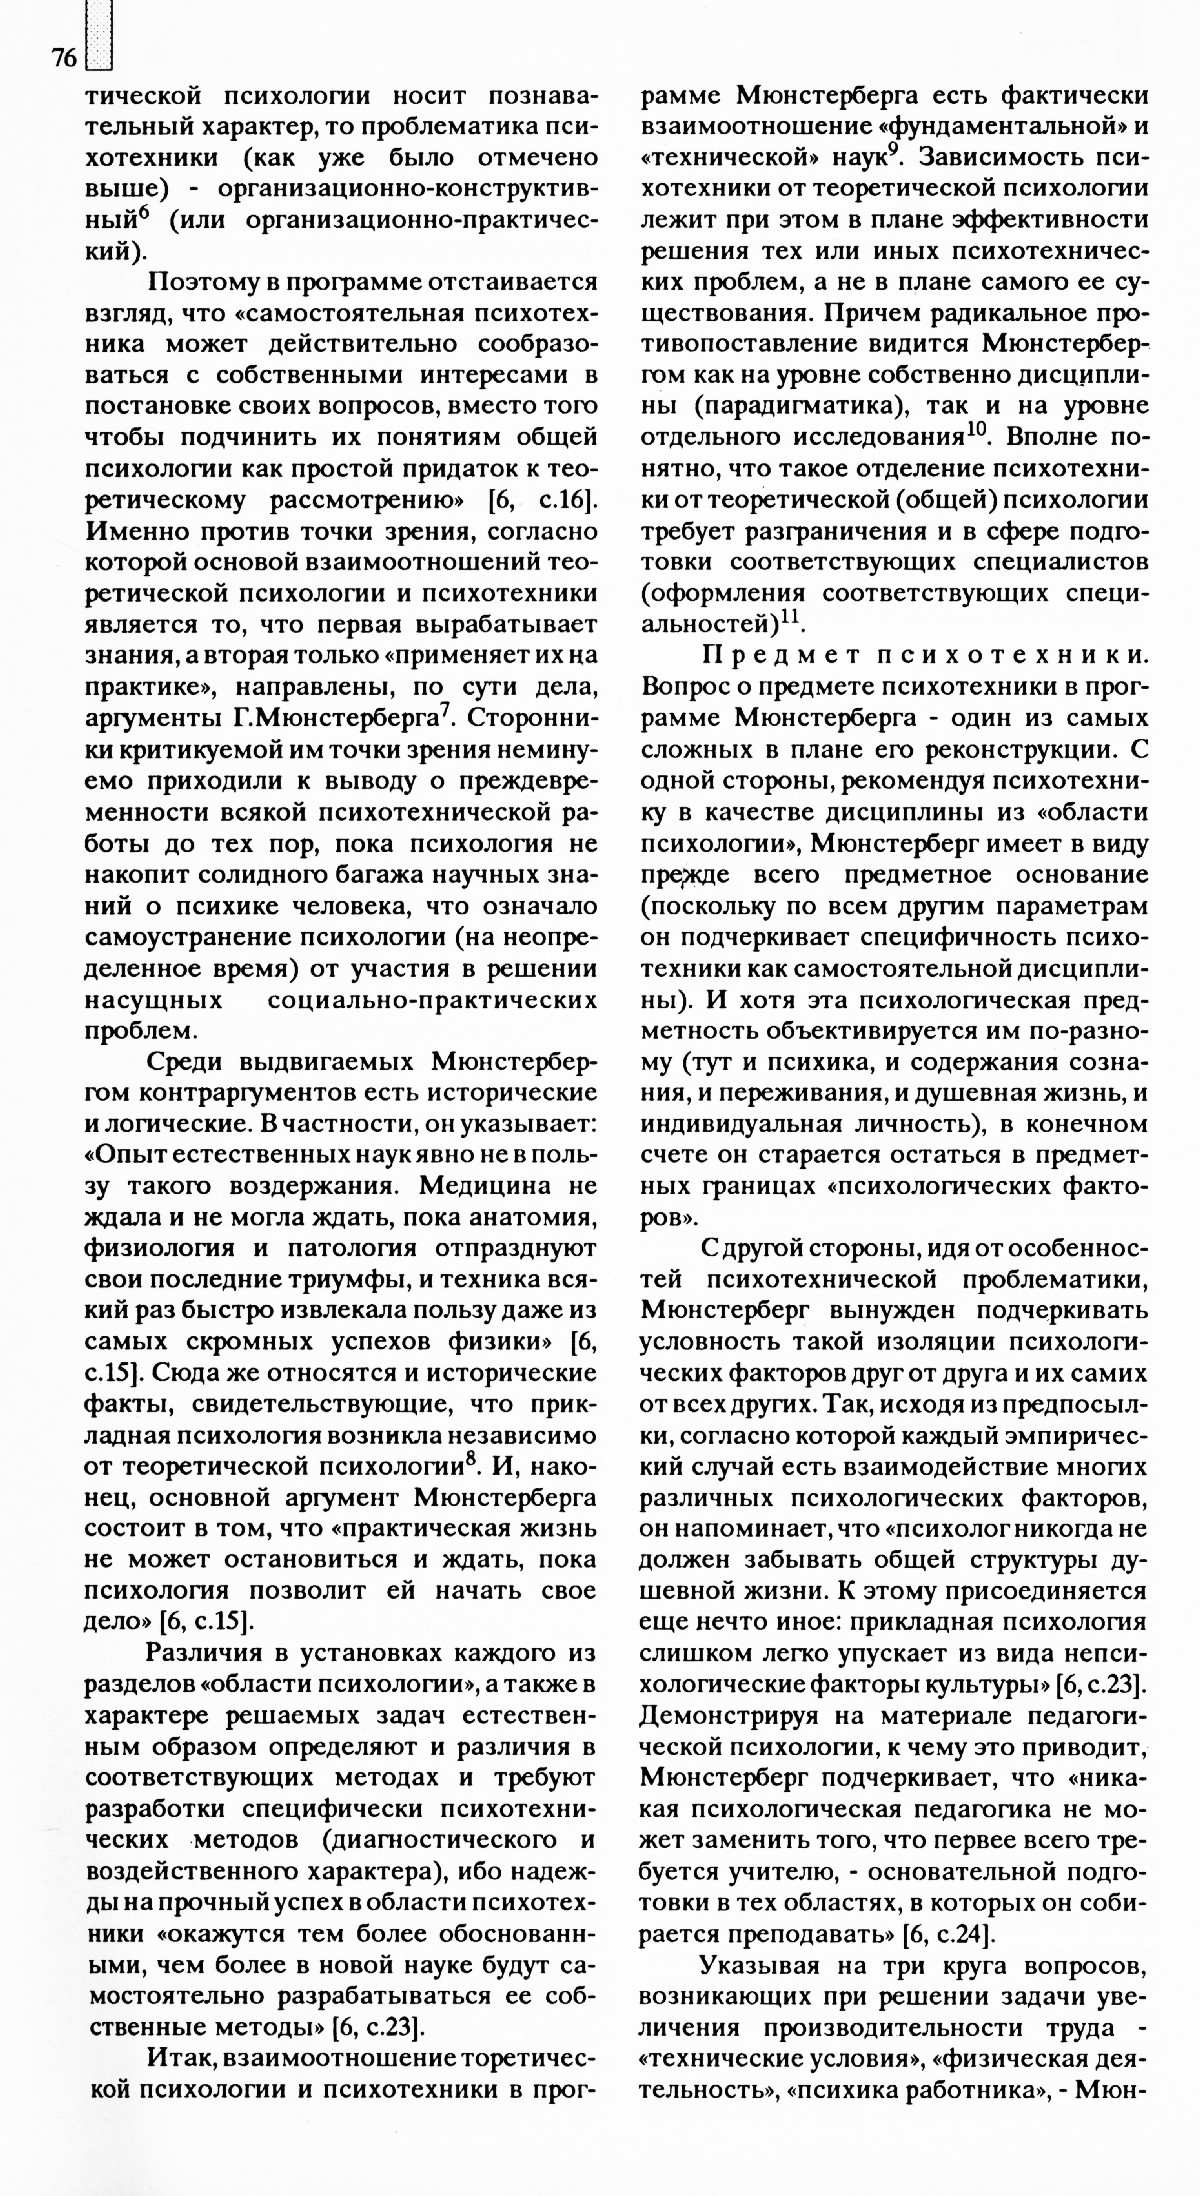 76
тической психологии носит познава-
тельный характер, то проблематика пси-
хотехники (как уже было отмечено
выше) - организационно-конструктив-
ный⁶ (или организационно-практичес-
кий).
Поэтому в программе отстаивается
взгляд, что «самостоятельная психотех-
ника может действительно сообразо-
ваться с собственными интересами в
постановке своих вопросов, вместо того
чтобы подчинить их понятиям общей
психологии как простой придаток к тео-
ретическому рассмотрению» [6, с.16].
Именно против точки зрения, согласно
которой основой взаимоотношений тео-
ретической психологии и психотехники
является то, что первая вырабатывает
знания, а вторая только «применяет их на
практике», направлены, по сути дела,
аргументы Г.Мюнстерберга⁷. Сторонни-
ки критикуемой им точки зрения немину-
емо приходили к выводу о преждевре-
менности всякой психотехнической ра-
боты до тех пор, пока психология не
накопит солидного багажа научных зна-
ний о психике человека, что означало
самоустранение психологии (на неопре-
деленное время) от участия в решении
насущных социально-практических
проблем.
Среди выдвигаемых Мюнстербер-
гом контраргументов есть исторические
и логические. В частности, он указывает:
«Опыт естественных наук явно не в поль-
зу такого воздержания. Медицина не
ждала и не могла ждать, пока анатомия,
физиология и патология отпразднуют
свои последние триумфы, и техника вся-
кий раз быстро извлекала пользу даже из
самых скромных успехов физики» [6,
с.15]. Сюда же относятся и исторические
факты, свидетельствующие, что прик-
ладная психология возникла независимо
от теоретической психологии⁸. И, нако-
нец, основной аргумент Мюнстерберга
состоит в том, что «практическая жизнь
не может остановиться и ждать, пока
психология позволит ей начать свое
дело» [6, с.15].
Различия в установках каждого из
разделов «области психологии», а также в
характере решаемых задач естествен-
ным образом определяют и различия в
соответствующих методах и требуют
разработки специфически психотехни-
ческих методов (диагностического и
воздейственного характера), ибо надеж-
ды на прочный успех в области психотех-
ники «окажутся тем более обоснованн-
ыми, чем более в новой науке будут са-
мостоятельно разрабатываться ее соб-
ственные методы» [6, с.23].
Итак, взаимоотношение торетичес-
кой психологии и психотехники в прог-
рамме Мюнстерберга есть фактически
взаимоотношение «фундаментальной» и
«технической» наук⁹. Зависимость пси-
хотехники от теоретической психологии
лежит при этом в плане эффективности
решения тех или иных психотехничес-
ких проблем, а не в плане самого ее су-
ществования. Причем радикальное про-
тивопоставление видится Мюнстербер-
гом как на уровне собственно дисципли-
ны (парадигматика), так и на уровне
отдельного исследования¹⁰. Вполне по-
нятно, что такое отделение психотехни-
ки от теоретической (общей) психологии
требует разграничения и в сфере подго-
товки соответствующих специалистов
(оформления соответствующих специ-
альностей)¹¹.
П р е д м е т п с и х о т е х н и к и.
Вопрос о предмете психотехники в прог-
рамме Мюнстерберга - один из самых
сложных в плане его реконструкции. С
одной стороны, рекомендуя психотехни-
ку в качестве дисциплины из «области
психологии», Мюнстерберг имеет в виду
прежде всего предметное основание
(поскольку по всем другим параметрам
он подчеркивает специфичность психо-
техники как самостоятельной дисципли-
ны). И хотя эта психологическая пред-
метность объективируется им по-разно-
му (тут и психика, и содержания созна-
ния, и переживания, и душевная жизнь, и
индивидуальная личность), в конечном
счете он старается остаться в предмет-
ных границах «психологических факто-
ров».
С другой стороны, идя от особеннос-
тей психотехнической проблематики,
Мюнстерберг вынужден подчеркивать
условность такой изоляции психологи-
ческих факторов друг от друга и их самих
от всех других. Так, исходя из предпосыл-
ки, согласно которой каждый эмпиричес-
кий случай есть взаимодействие многих
различных психологических факторов,
он напоминает, что «психолог никогда не
должен забывать общей структуры ду-
шевной жизни. К этому присоединяется
еще нечто иное: прикладная психология
слишком легко упускает из вида непси-
хологические факторы культуры» [6, с.23].
Демонстрируя на материале педагоги-
ческой психологии, к чему это приводит,
Мюнстерберг подчеркивает, что «ника-
кая психологическая педагогика не мо-
жет заменить того, что первее всего тре-
буется учителю, - основательной подго-
товки в тех областях, в которых он соби-
рается преподавать» [6, с.24].
Указывая на три круга вопросов,
возникающих при решении задачи уве-
личения производительности труда -
«технические условия», «физическая дея-
тельность», «психика работника», - Мюн-